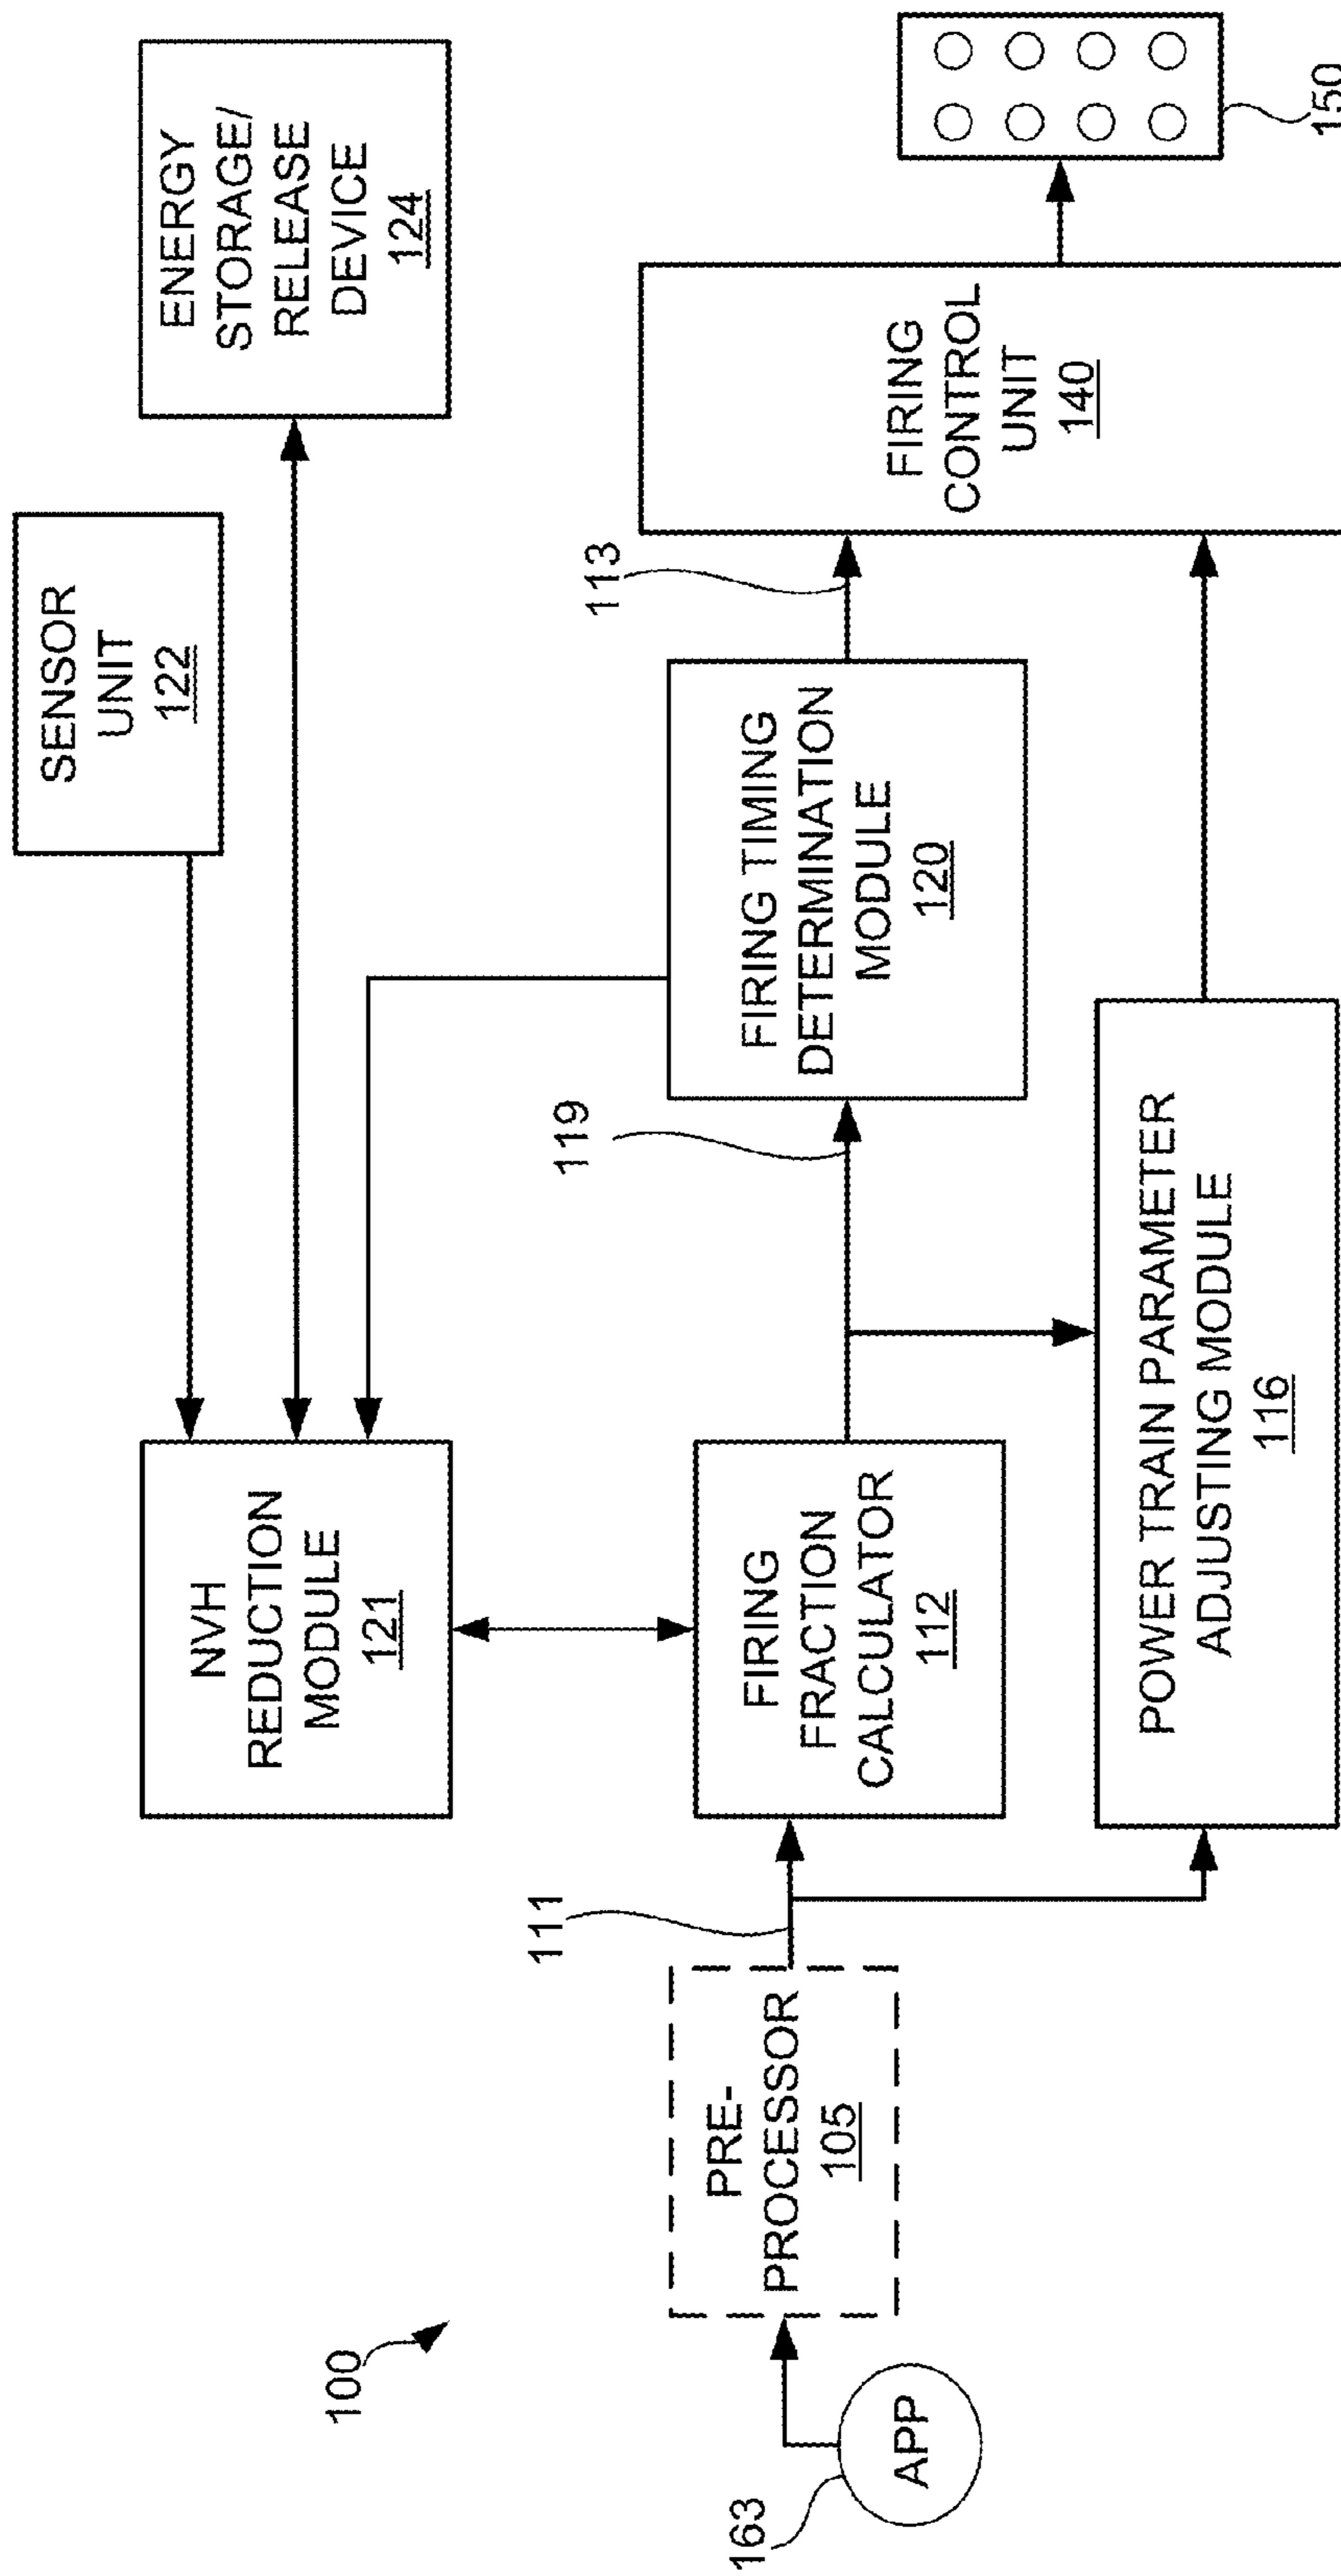 100
163
APP
PRE-
PROCESSOR
105
111
NVH
REDUCTION
MODULE
121
FIRING
FRACTION
CALCULATOR
112
POWER TRAIN PARAMETER
ADJUSTING MODULE
116
119
FIRING TIMING
DETERMINATION
MODULE
120
SENSOR
UNIT
122
ENERGY
STORAGE/
RELEASE
DEVICE
124
113
FIRING
CONTROL
UNIT
140
150